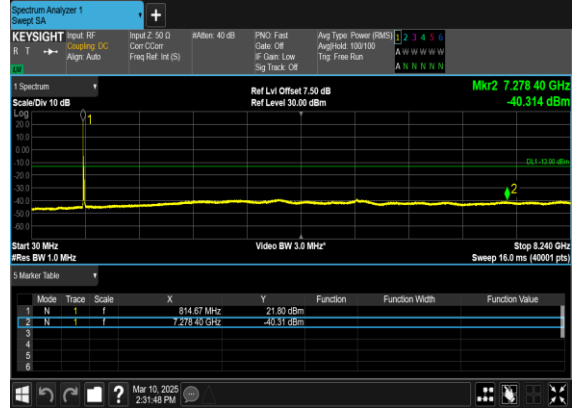 Spectrum Analyzer 1
Swept SA
+
KEYSIGHT Input: RF Input Z: 50 Ω #Atten: 40 dB PNO: Fast Avg Type: Power (RMS) 1 2 3 4 5 6
R T Coupling: DC Corr CCorr Gate: Off Avg|Hold: 100/100 A W W W W W
Align: Auto Freq Ref: Int (S) IF Gain: Low Trig: Free Run
Sig Track: Off A N N N N N
1 Spectrum Ref Lvl Offset 7.50 dB Mkr2 7.278 40 GHz
Scale/Div 10 dB Ref Level 30.00 dBm -40.314 dBm
Log
20.0
10.0
0.00
-10.0
-20.0
-30.0
-40.0
-50.0
-60.0
1
DL1 -13.00 dBm
2
Start 30 MHz Video BW 3.0 MHz* Stop 8.240 GHz
#Res BW 1.0 MHz Sweep 16.0 ms (40001 pts)
5 Marker Table
Mode Trace Scale X Y Function Function Width Function Value
1 N 1 f 814.67 MHz 21.80 dBm
2 N 1 f 7.278 40 GHz -40.31 dBm
3
4
5
6
? Mar 10, 2025
2:31:48 PM